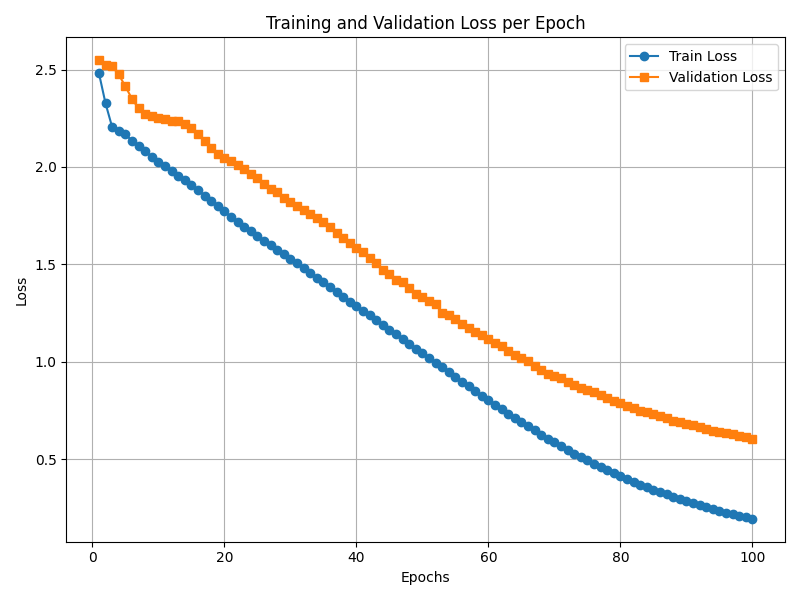 Training and Validation Loss per Epoch
Train Loss
Validation Loss
2.5
2.0
1.5
1.0
0.5
Loss
0 20 40 60 80 100
Epochs